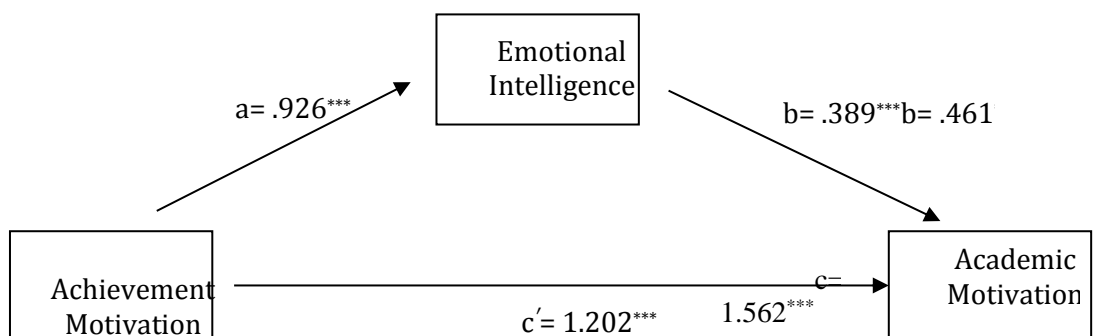 Emotional
Intelligence
a= .926***
b= .389***b= .461
Achievement
Motivation
Academic
Motivation
c=
1.562***
c′= 1.202***